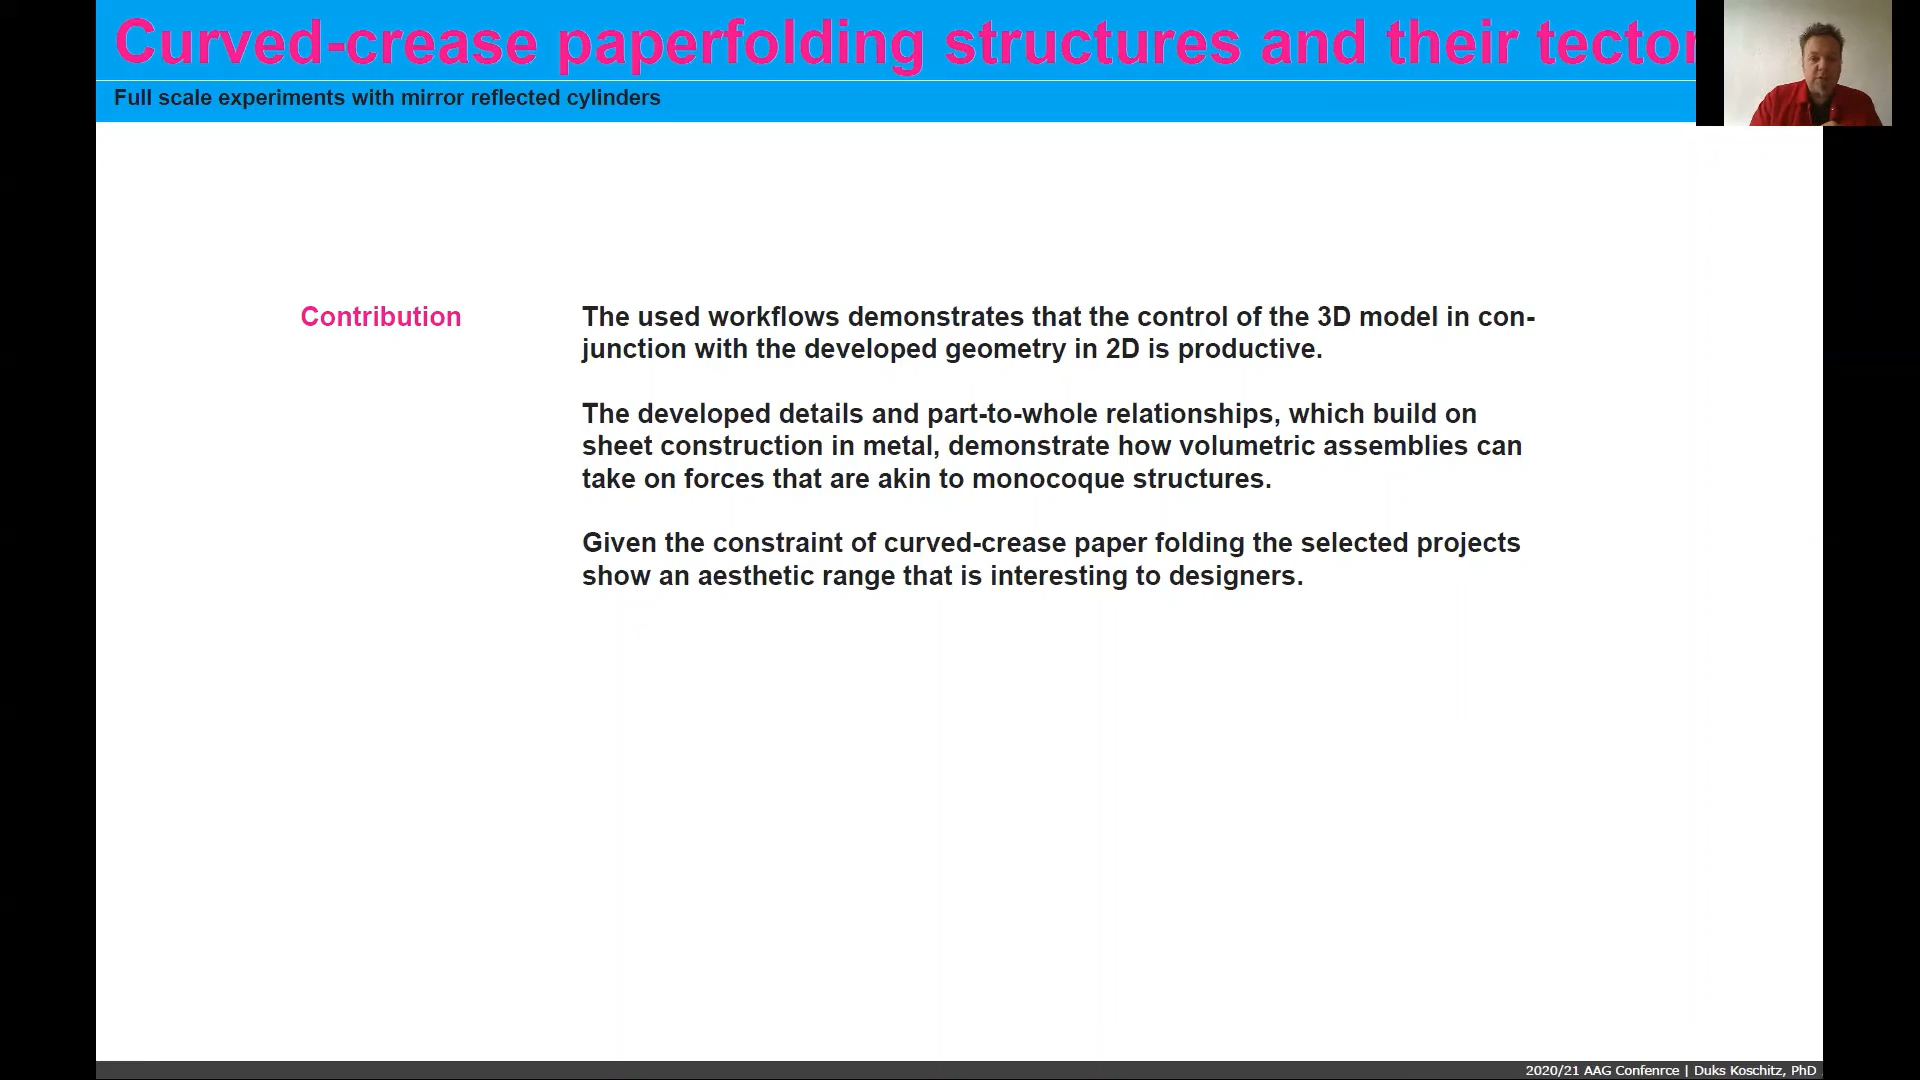 Curved-crease paperfolding structures and their tector
Full scale experiments with mirror reflected cylinders
Contribution
The used workflows demonstrates that the control of the 3D model in con-
junction with the developed geometry in 2D is productive.
The developed details and part-to-whole relationships, which build on
sheet construction in metal, demonstrate how volumetric assemblies can
take on forces that are akin to monocoque structures.
Given the constraint of curved-crease paper folding the selected projects
show an aesthetic range that is interesting to designers.
2020/21 AAG Confenrce | Duks Koschitz, PhD